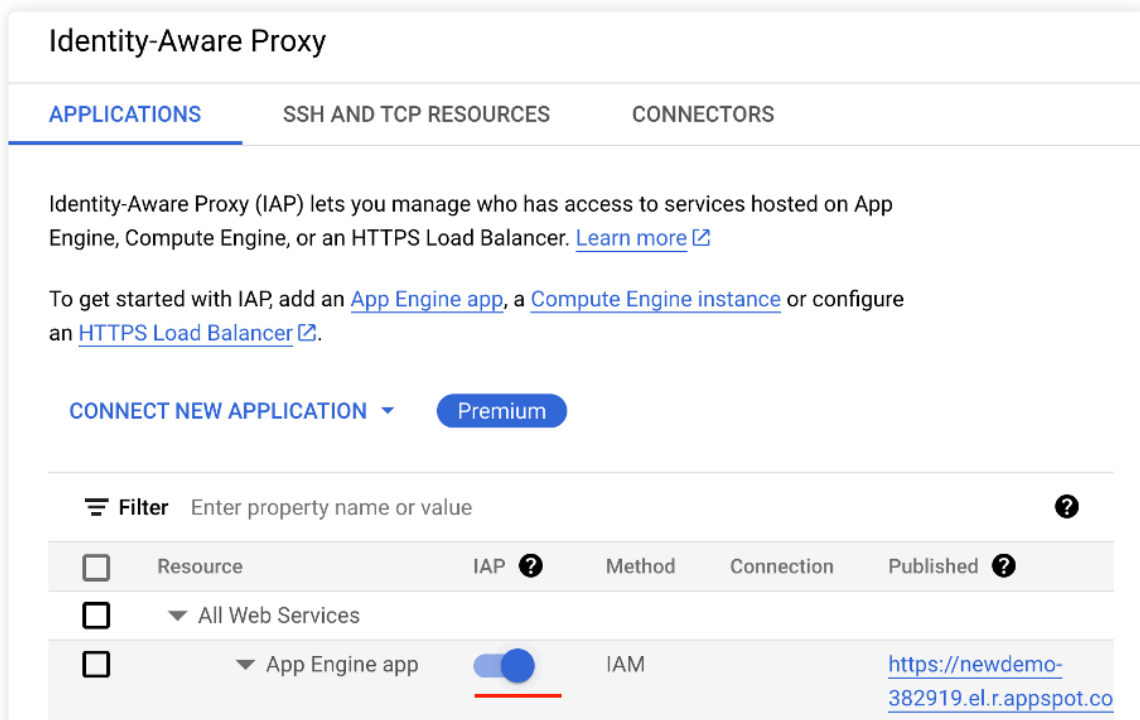 Identity-Aware Proxy
APPLICATIONS SSH AND TCP RESOURCES CONNECTORS
Identity-Aware Proxy (IAP) lets you manage who has access to services hosted on App
Engine, Compute Engine, or an HTTPS Load Balancer. Learn more
To get started with IAP, add an App Engine app, a Compute Engine instance or configure
an HTTPS Load Balancer.
CONNECT NEW APPLICATION Premium
Filter Enter property name or value ?
Resource IAP ? Method Connection Published ?
All Web Services
App Engine app IAM https://newdemo-
382919.el.r.appspot.co